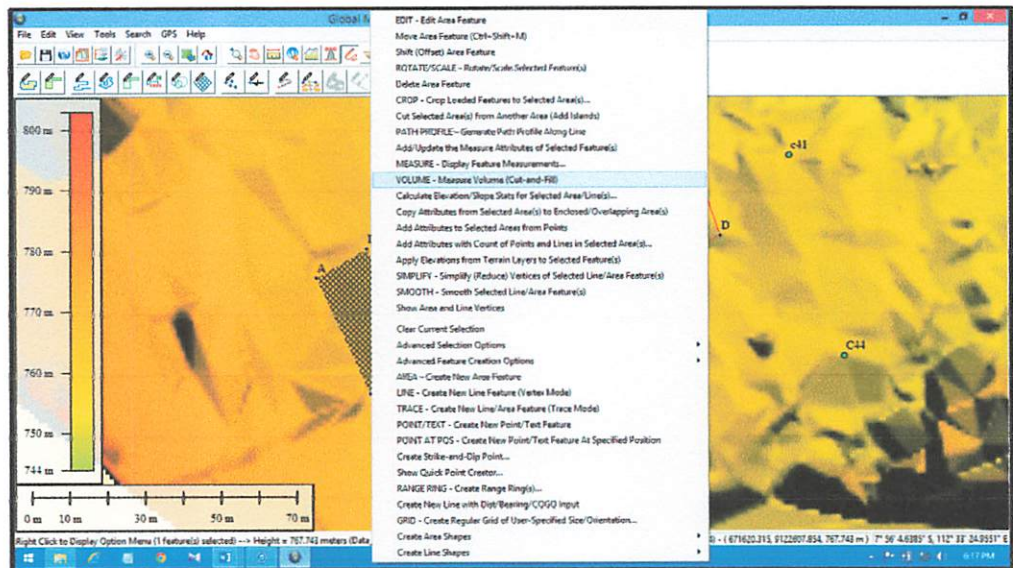 Global M
File Edit View Tools Search GPS Help
800 m
790 m
780 m
770 m
760 m
750 m
744 m
0 m 10 m 30 m 50 m 70 m
A
D
c41
C44
EDIT - Edit Area Feature
Move Area Feature (Ctrl-Shift-M)
Shift (Offset) Area Feature
ROTATE/SCALE - Rotate/Scale Selected Feature(s)
Delete Area Feature
CROP - Crop Loaded Features to Selected Area(s)...
Cut Selected Area(s) from Another Area (Add Islands)
PATH PROFILE - Generate Path Profile Along Line
Add/Update the Measure Attributes of Selected Feature(s)
MEASURE - Display Feature Measurements...
VOLUME - Measure Volume (Cut-and-Fill)
Calculate Elevation/Slope Stats for Selected Area/Line(s)...
Copy Attributes from Selected Area(s) to Enclosed/Overlapping Area(s)
Add Attributes to Selected Areas from Points
Add Attributes with Count of Points and Lines in Selected Area(s)...
Apply Elevations from Terrain Layers to Selected Feature(s)
SIMPLIFY - Simplify (Reduce) Vertices of Selected Line/Area Feature(s)
SMOOTH - Smooth Selected Line/Area Feature(s)
Show Area and Line Vertices
Clear Current Selection
Advanced Selection Options
Advanced Feature Creation Options
AREA - Create New Area Feature
LINE - Create New Line Feature (Vertex Mode)
TRACE - Create New Line/Area Feature (Trace Mode)
POINT/TEXT - Create New Point/Text Feature
POINT AT POS - Create New Point/Text Feature At Specified Position
Create Strike-and-Dip Point...
Show Quick Point Creator...
RANGE RING - Create Range Ring(s)...
Create New Line with Dist/Bearing/COGO Input
GRID - Create Regular Grid of User-Specified Size/Orientation...
Create Area Shapes
Create Line Shapes
Right Click to Display Option Menu (1 feature(s) selected) --> Height = 767.743 meters (Data
- ( 671620.315, 9122607.854, 767.743 m ) 7° 56' 4.6385" S, 112° 33' 24.9551" E
6:17 PM